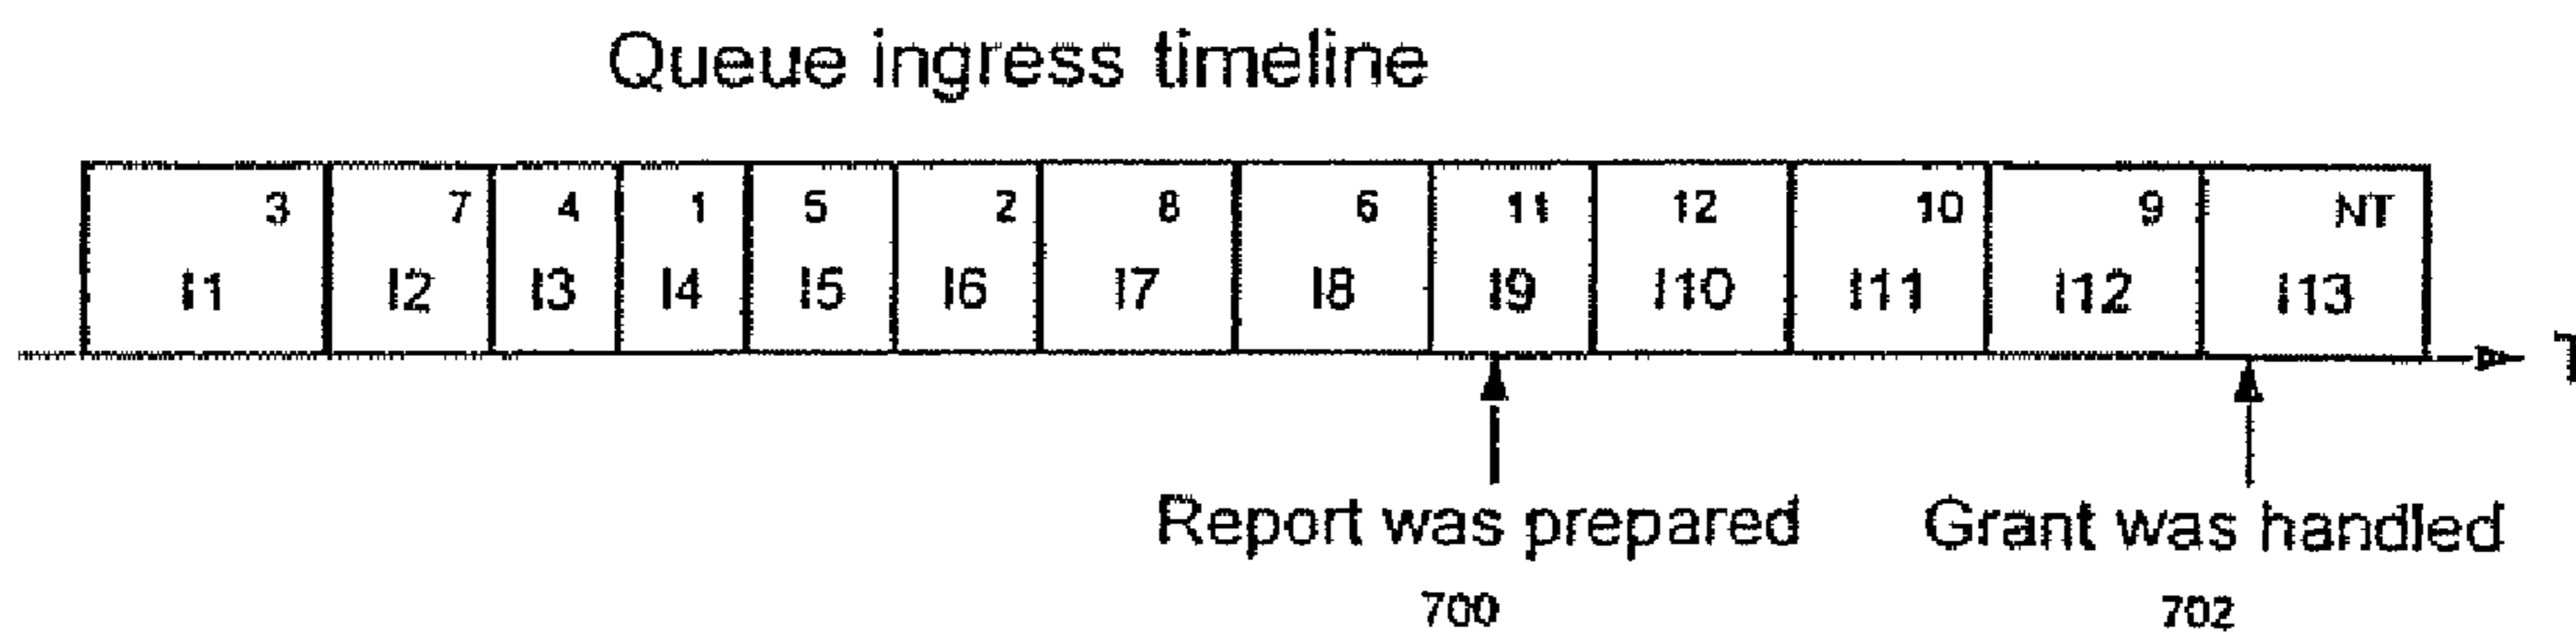 Queue ingress timeline
3 7 4 1 5 2 8 6 11 12 10 9 NT
I1 I2 I3 I4 I5 I6 I7 I8 I9 I10 I11 I12 I13
T
Report was prepared Grant was handled
700 702